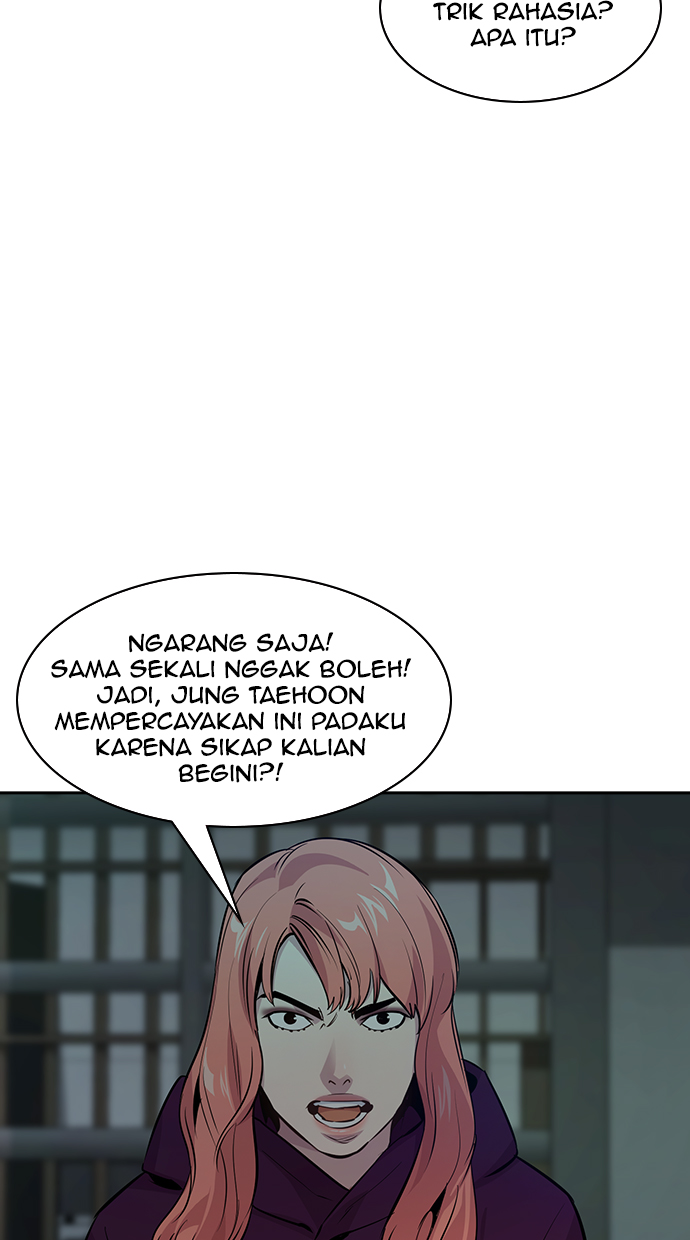 TRIK RAHASIA?
APA ITU?
NGARANG SAJA!
SAMA SEKALI NGGAK BOLEH!
JADI, JUNG TAEHOON
MEMPERCAYAKAN INI PADAKU
KARENA SIKAP KALIAN
BEGINI?!